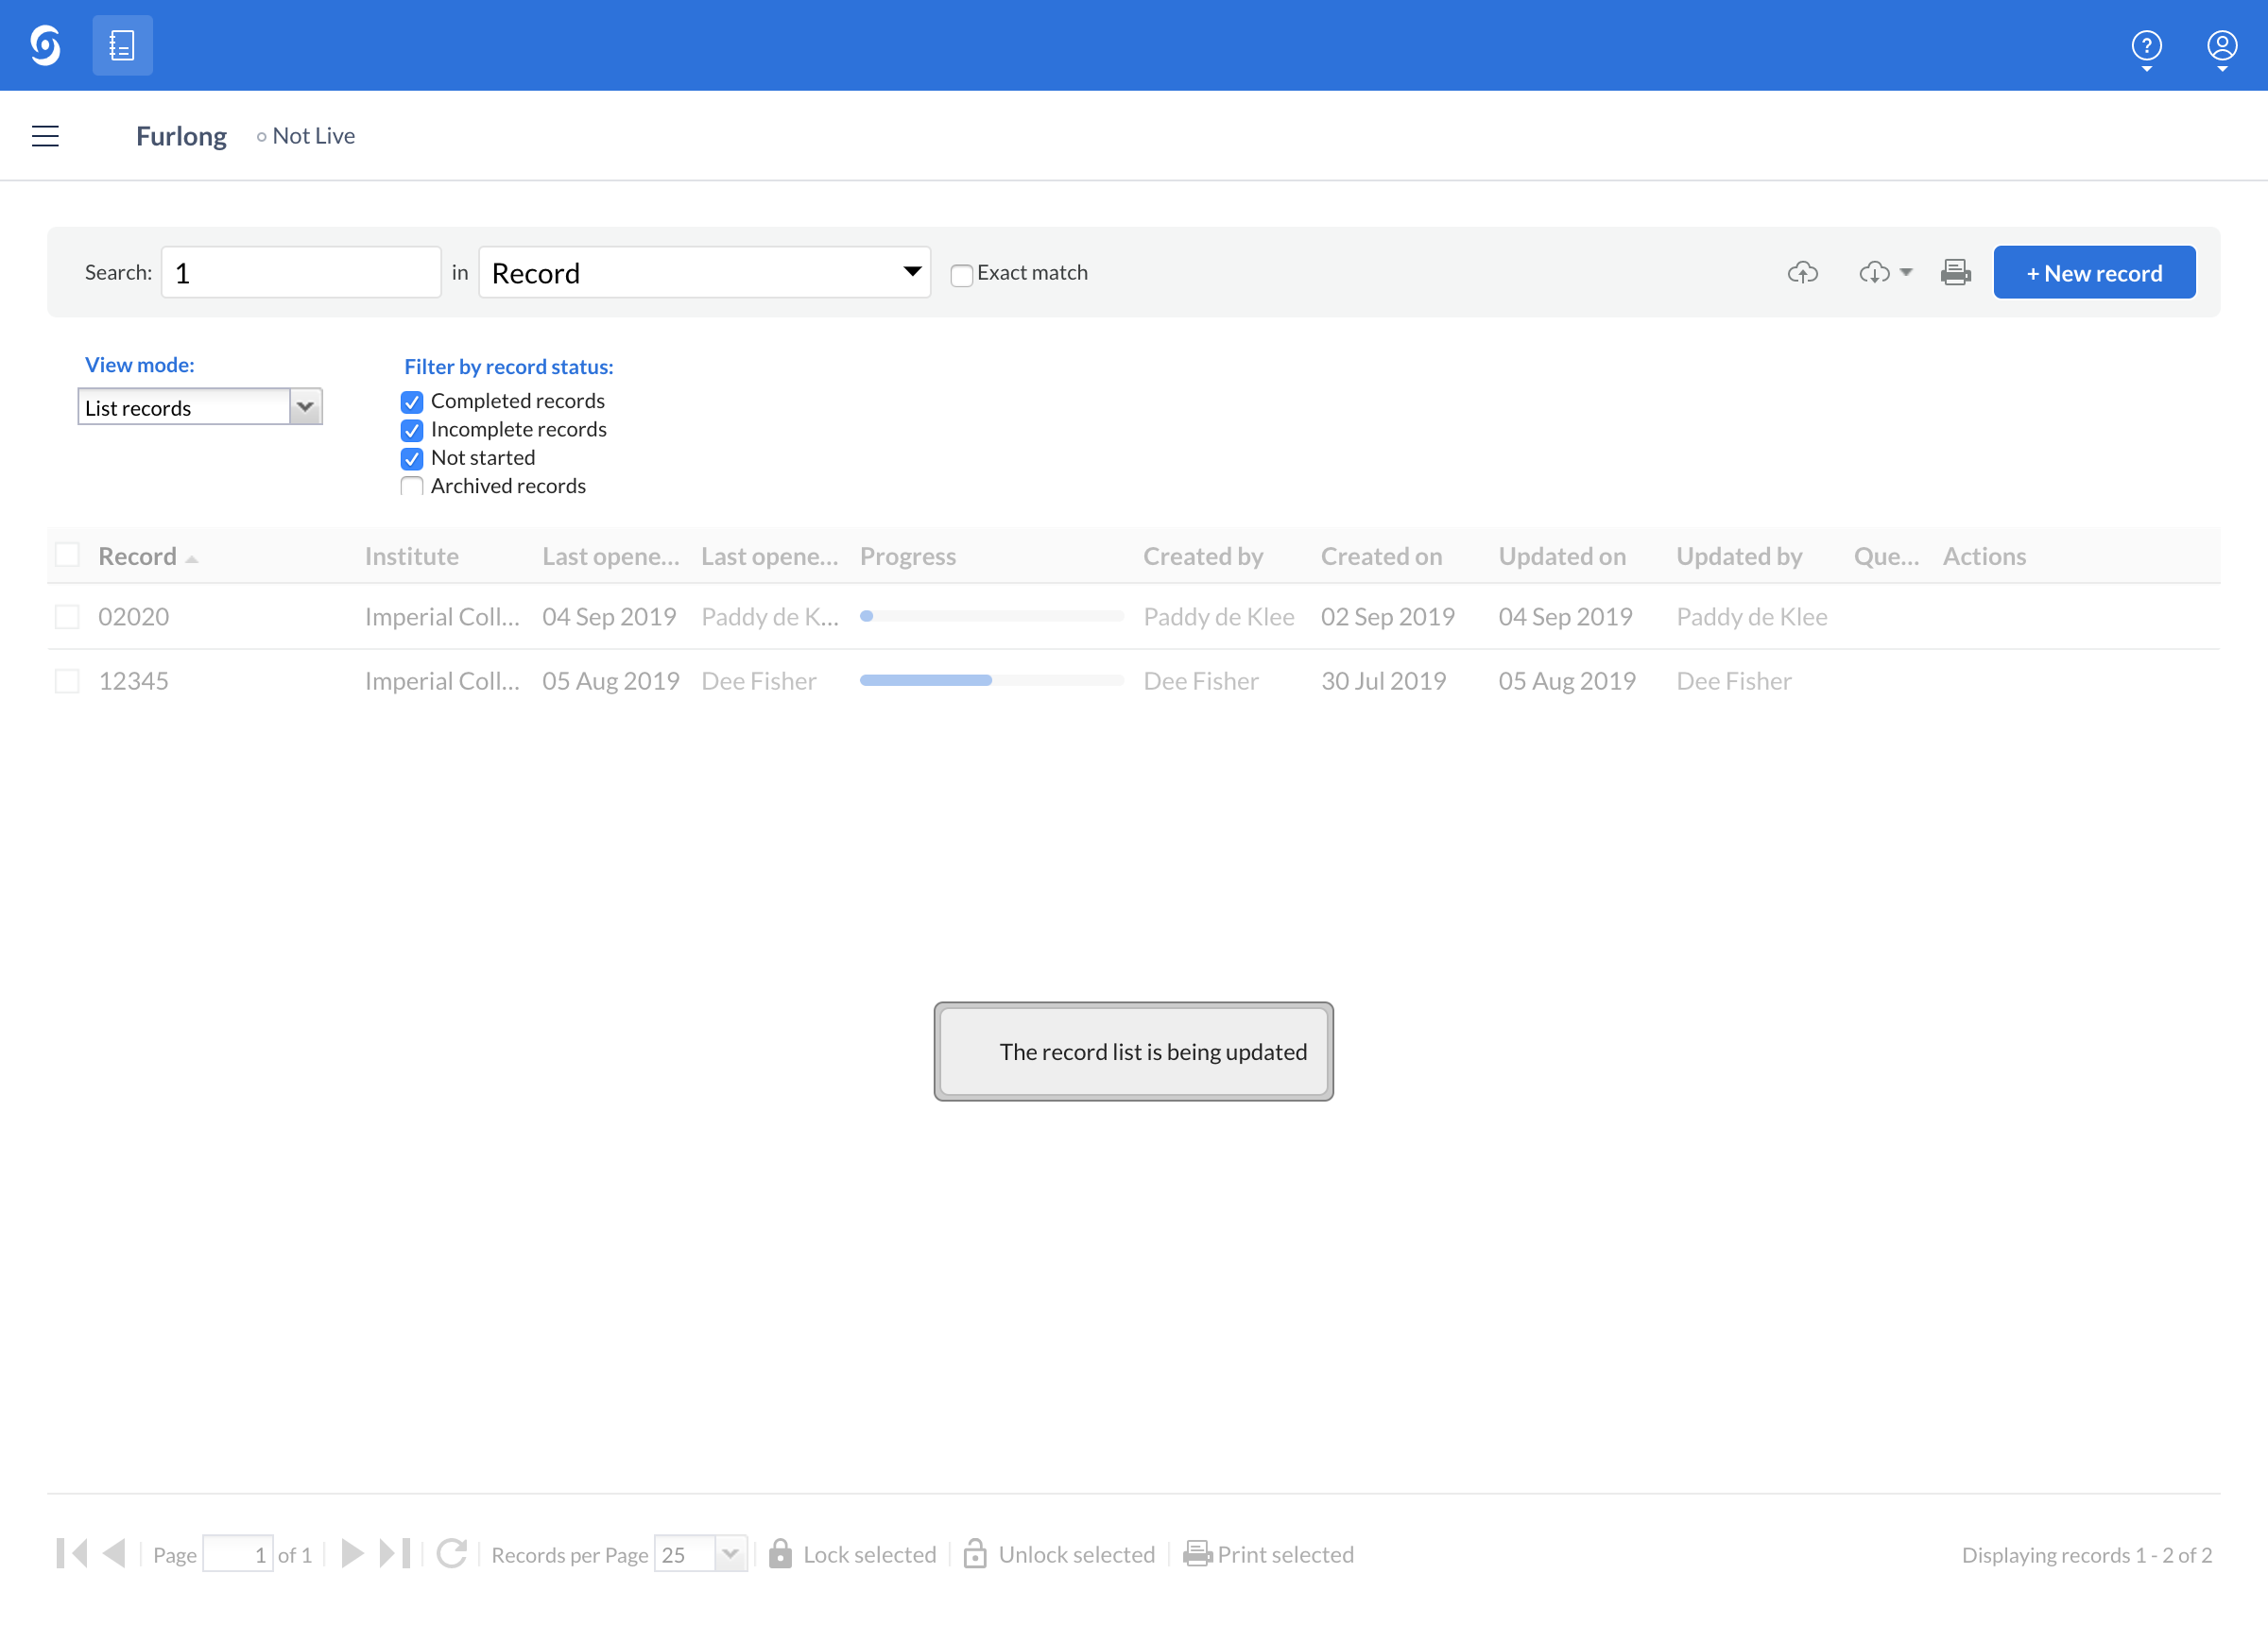 ?
Furlong Not Live
Search: 1 in Record Exact match + New record
View mode: Filter by record status:
List records
Completed records
Incomplete records
Not started
Archived records
Record Institute Last opene... Last opene... Progress Created by Created on Updated on Updated by Que... Actions
02020 Imperial Coll... 04 Sep 2019 Paddy de K... Paddy de Klee 02 Sep 2019 04 Sep 2019 Paddy de Klee
12345 Imperial Coll... 05 Aug 2019 Dee Fisher Dee Fisher 30 Jul 2019 05 Aug 2019 Dee Fisher
The record list is being updated
Page 1 of 1 Records per Page 25 Lock selected Unlock selected Print selected Displaying records 1 - 2 of 2